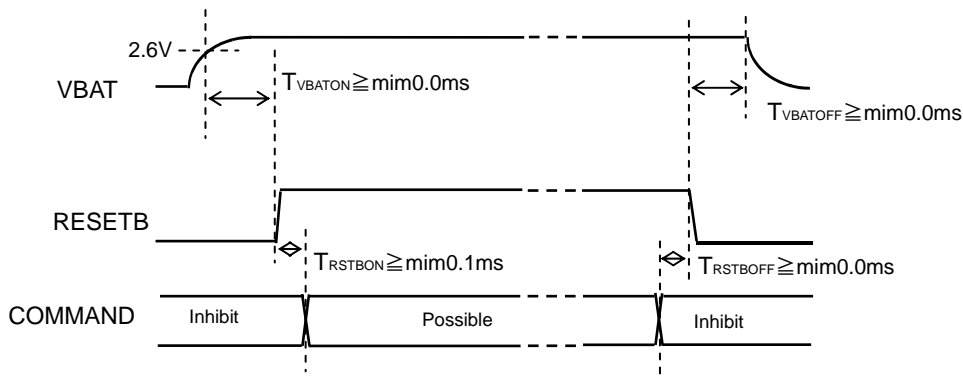 2.6V
VBAT
TVBATON≧mim0.0ms
TVBATOFF≧mim0.0ms
RESETB
TRSTBON≧mim0.1ms
TRSTBOFF≧mim0.0ms
COMMAND
Inhibit
Possible
Inhibit